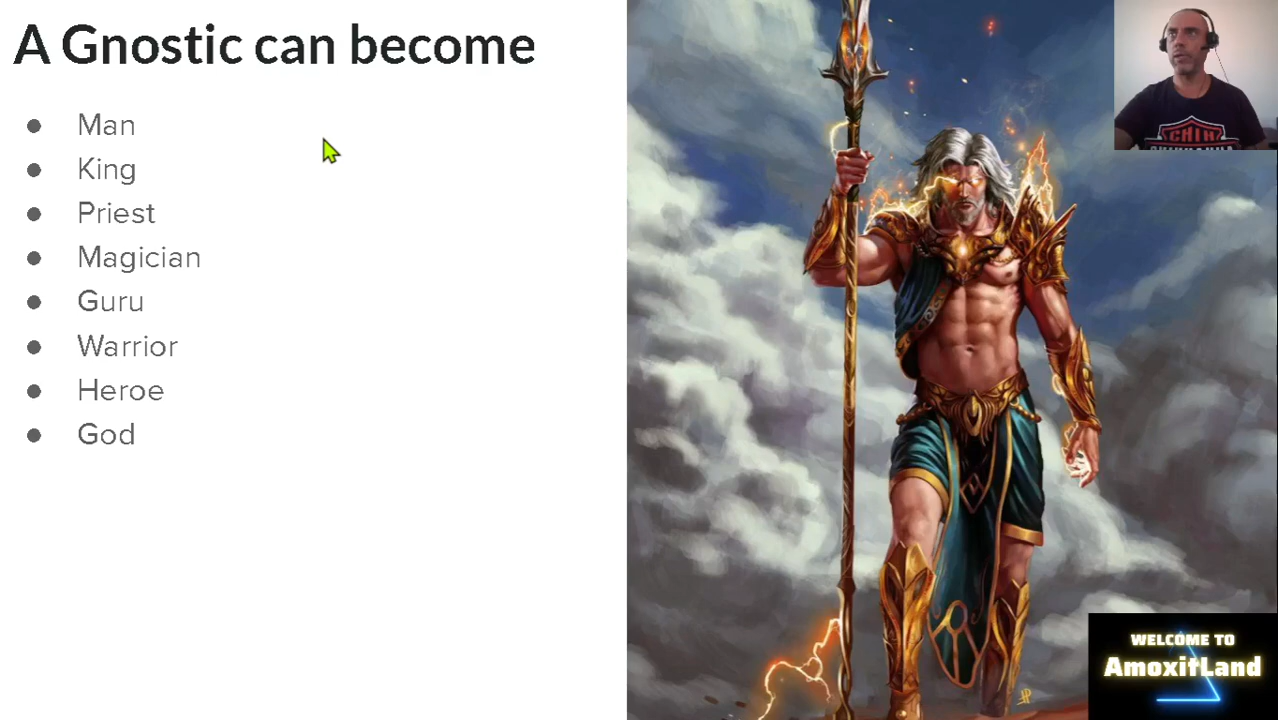 A Gnostic can become
Man
King
Priest
Magician
Guru
Warrior
Heroe
God
WELCOME TO
AmoxitLand